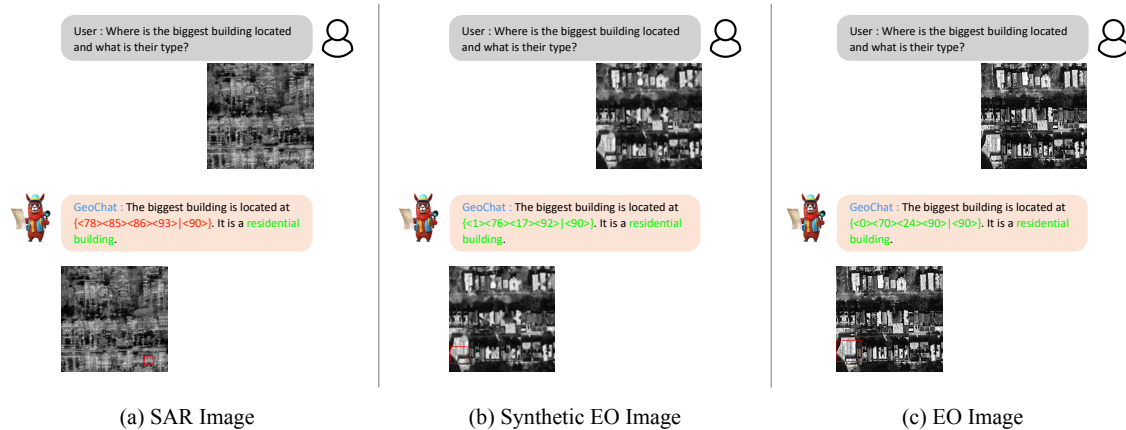 User : Where is the biggest building located
and what is their type?
GeoChat : The biggest building is located at
{<78><85><86><93>|<90>}. It is a residential
building.
(a) SAR Image
User : Where is the biggest building located
and what is their type?
GeoChat : The biggest building is located at
{<1><76><17><92>|<90>}. It is a residential
building.
(b) Synthetic EO Image
User : Where is the biggest building located
and what is their type?
GeoChat : The biggest building is located at
{<0><70><24><90>|<90>}. It is a residential
building.
(c) EO Image